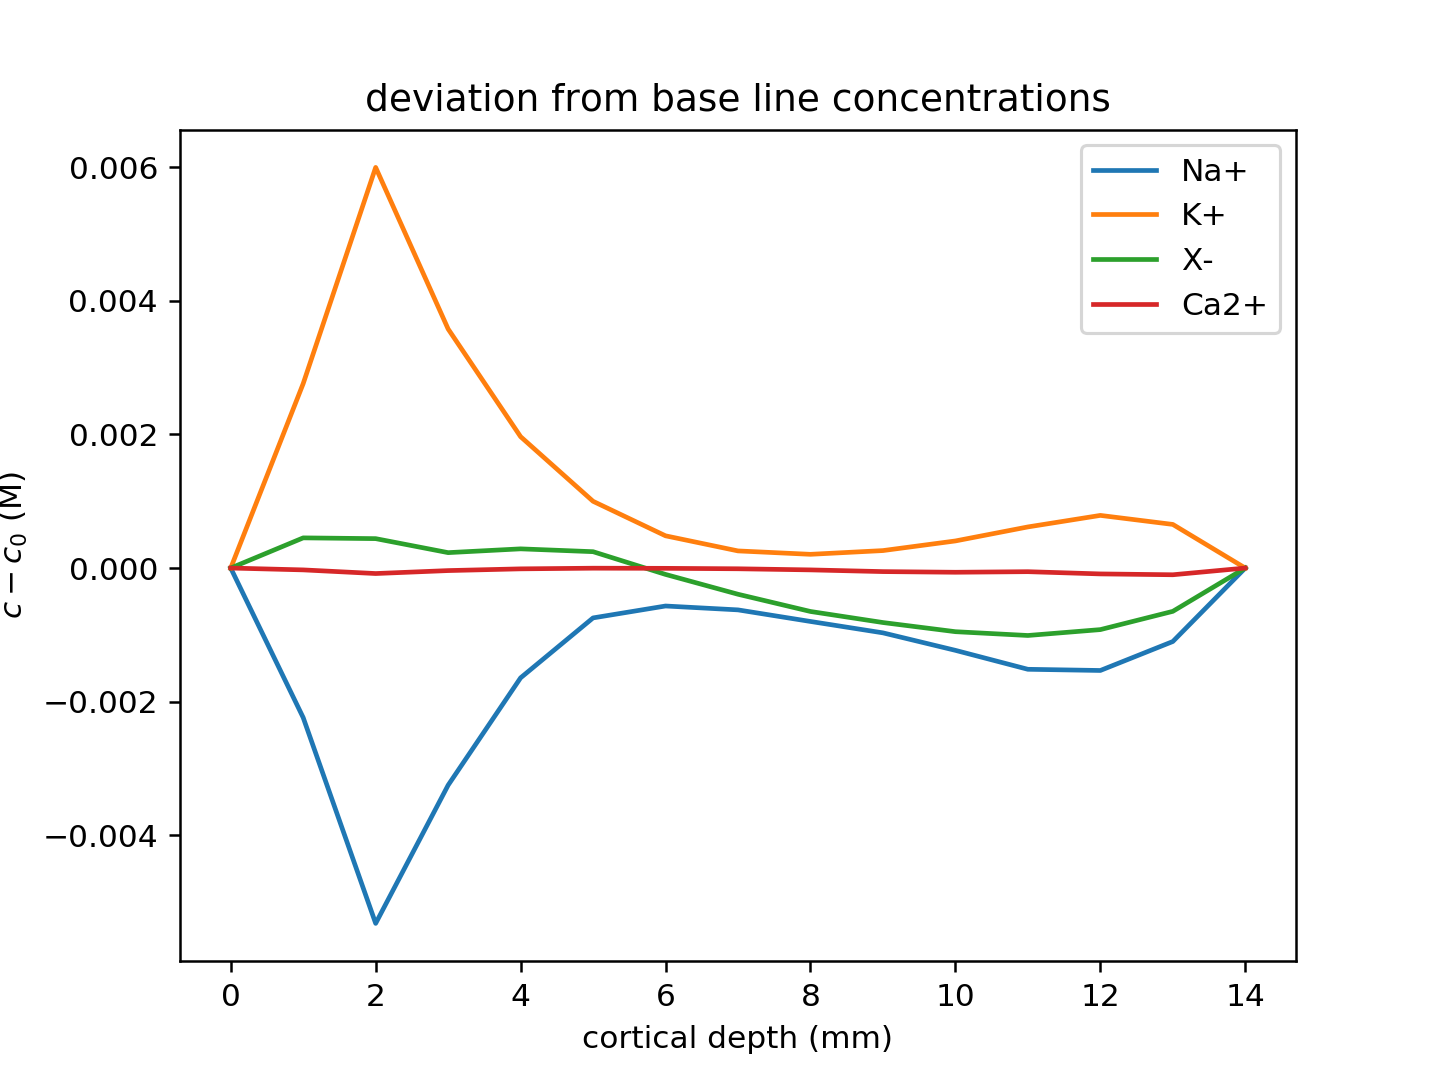 deviation from base line concentrations
Na+
K+
X-
Ca2+
0.006
0.004
0.002
0.000
−0.002
−0.004
c − c₀ (M)
0 2 4 6 8 10 12 14
cortical depth (mm)